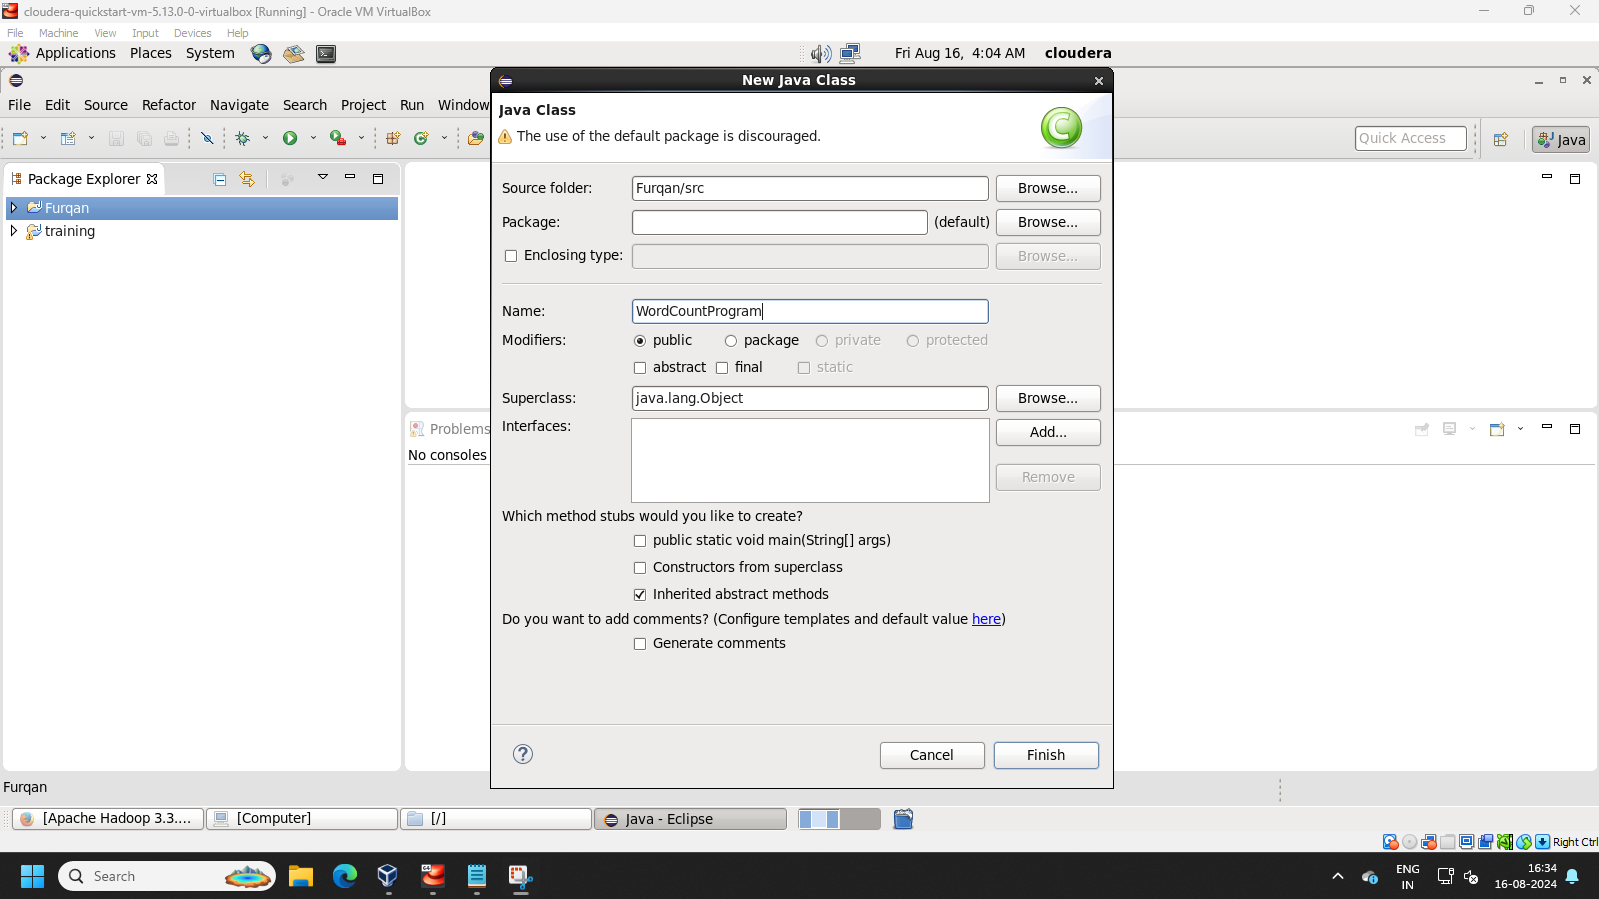 cloudera-quickstart-vm-5.13.0-0-virtualbox [Running] - Oracle VM VirtualBox
File Machine View Input Devices Help
Applications Places System Fri Aug 16, 4:04 AM cloudera
New Java Class
File Edit Source Refactor Navigate Search Project Run Window
Java Class
The use of the default package is discouraged.
Quick Access Java
Package Explorer
Furqan
training
Source folder: Furqan/src Browse...
Package: (default) Browse...
Enclosing type: Browse...
Name: WordCountProgram
Modifiers: public package private protected
abstract final static
Superclass: java.lang.Object Browse...
Interfaces: Add...
Remove
Problems
No consoles
Which method stubs would you like to create?
public static void main(String[] args)
Constructors from superclass
Inherited abstract methods
Do you want to add comments? (Configure templates and default value here)
Generate comments
? Cancel Finish
Furqan
[Apache Hadoop 3.3.... [Computer] [/] Java - Eclipse
Right Ctrl
Search ENG
IN 16:34
16-08-2024